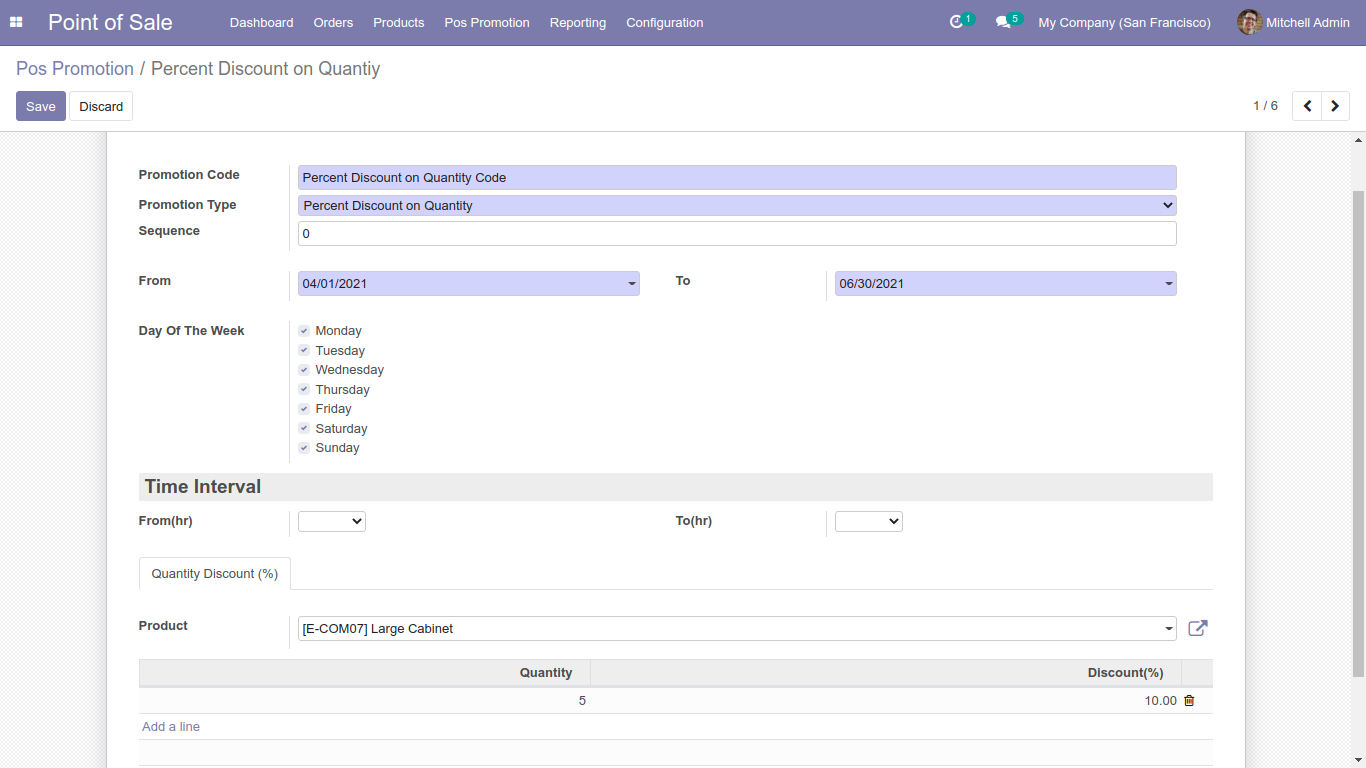 Point of Sale Dashboard Orders Products Pos Promotion Reporting Configuration 1 5 My Company (San Francisco) Mitchell Admin
Pos Promotion / Percent Discount on Quantiy
Save Discard 1 / 6
Promotion Code Percent Discount on Quantity Code
Promotion Type Percent Discount on Quantity
Sequence 0
From 04/01/2021 To 06/30/2021
Day Of The Week Monday
Tuesday
Wednesday
Thursday
Friday
Saturday
Sunday
Time Interval
From(hr) To(hr)
Quantity Discount (%)
Product [E-COM07] Large Cabinet
Quantity Discount(%)
5 10.00
Add a line